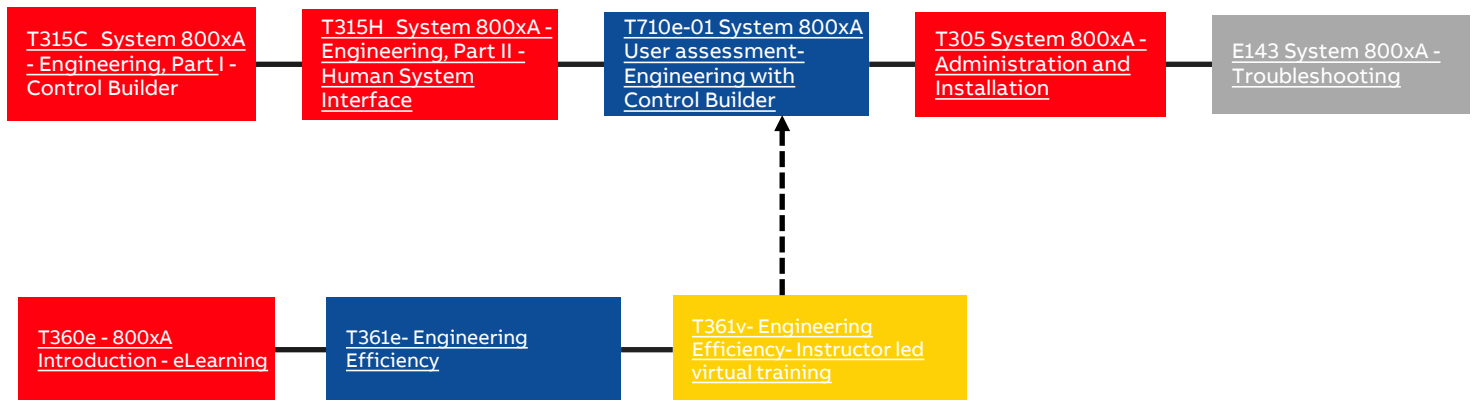 T315C   System 800xA
- Engineering, Part I -
Control Builder
T315H   System 800xA -
Engineering, Part II -
Human System
Interface
T710e-01 System 800xA
User assessment-
Engineering with
Control Builder
T305 System 800xA -
Administration and
Installation
E143 System 800xA -
Troubleshooting
T360e - 800xA
Introduction - eLearning
T361e- Engineering
Efficiency
T361v- Engineering
Efficiency- Instructor led
virtual training